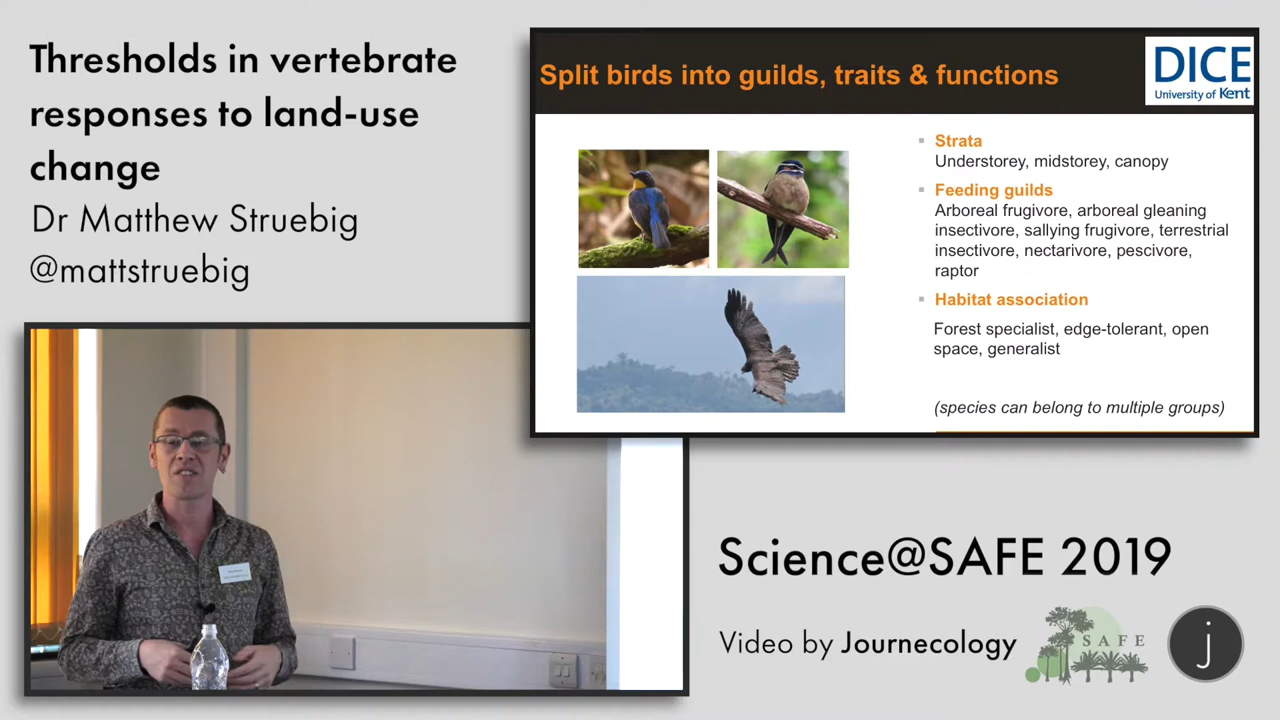 Thresholds in vertebrate
responses to land-use
change
Dr Matthew Struebig
@mattstruebig
Split birds into guilds, traits & functions
DICE
University of Kent
Strata
Understorey, midstorey, canopy
Feeding guilds
Arboreal frugivore, arboreal gleaning
insectivore, sallying frugivore, terrestrial
insectivore, nectarivore, pescivore,
raptor
Habitat association
Forest specialist, edge-tolerant, open
space, generalist
(species can belong to multiple groups)
Science@SAFE 2019
Video by Journecology
SAFE
j